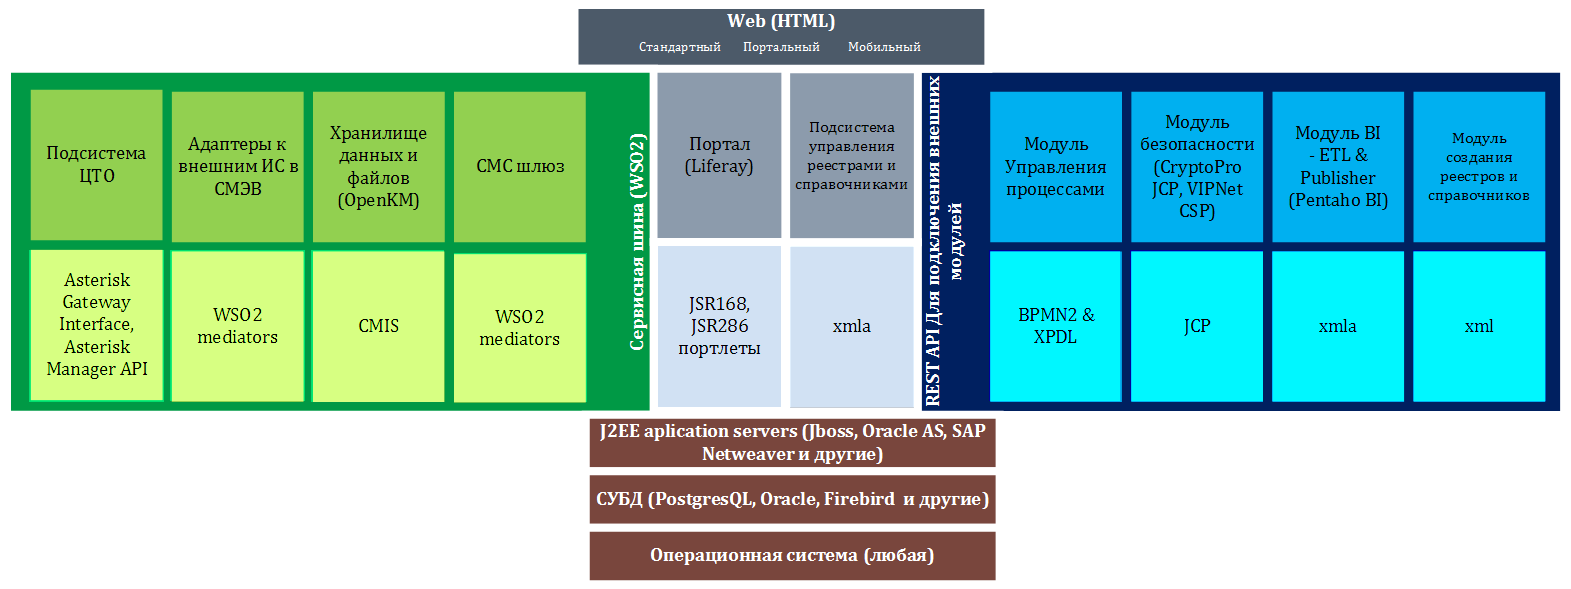 Web (HTML)
Стандартный Портальный Мобильный
Подсистема
ЦТО
Адаптеры к
внешним ИС в
СМЭВ
Хранилище
данных и
файлов
(OpenKM)
СМС шлюз
Asterisk
Gateway
Interface,
Asterisk
Manager API
WSO2
mediators
CMIS
WSO2
mediators
Сервисная шина (WSO2)
Портал
(Liferay)
Подсистема
управления
реестрами и
справочниками
JSR168,
JSR286
портлеты
xmla
REST API Для подключения внешних
модулей
Модуль
Управления
процессами
Модуль
безопасности
(CryptoPro
JCP, VIPNet
CSP)
Модуль BI
- ETL &
Publisher
(Pentaho BI)
Модуль
создания
реестров и
справочников
BPMN2 &
XPDL
JCP
xmla
xml
J2EE aplication servers (Jboss, Oracle AS, SAP
Netweaver и другие)
СУБД (PostgresQL, Oracle, Firebird и другие)
Операционная система (любая)